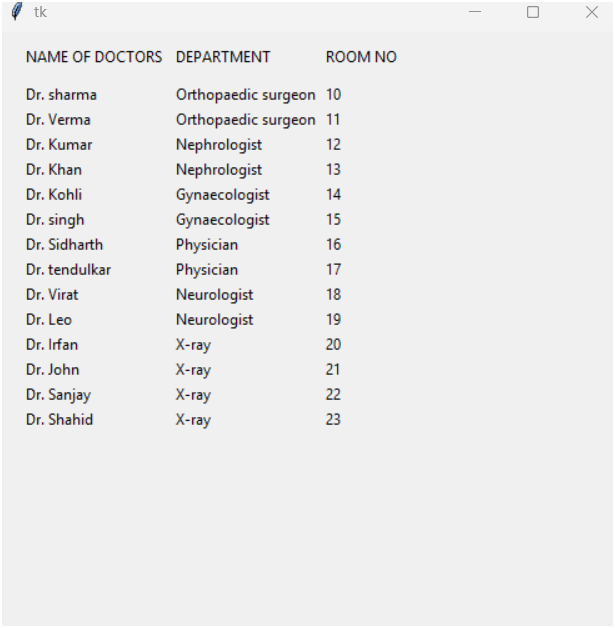 tk
NAME OF DOCTORS DEPARTMENT ROOM NO
Dr. sharma Orthopaedic surgeon 10
Dr. Verma Orthopaedic surgeon 11
Dr. Kumar Nephrologist 12
Dr. Khan Nephrologist 13
Dr. Kohli Gynaecologist 14
Dr. singh Gynaecologist 15
Dr. Sidharth Physician 16
Dr. tendulkar Physician 17
Dr. Virat Neurologist 18
Dr. Leo Neurologist 19
Dr. Irfan X-ray 20
Dr. John X-ray 21
Dr. Sanjay X-ray 22
Dr. Shahid X-ray 23